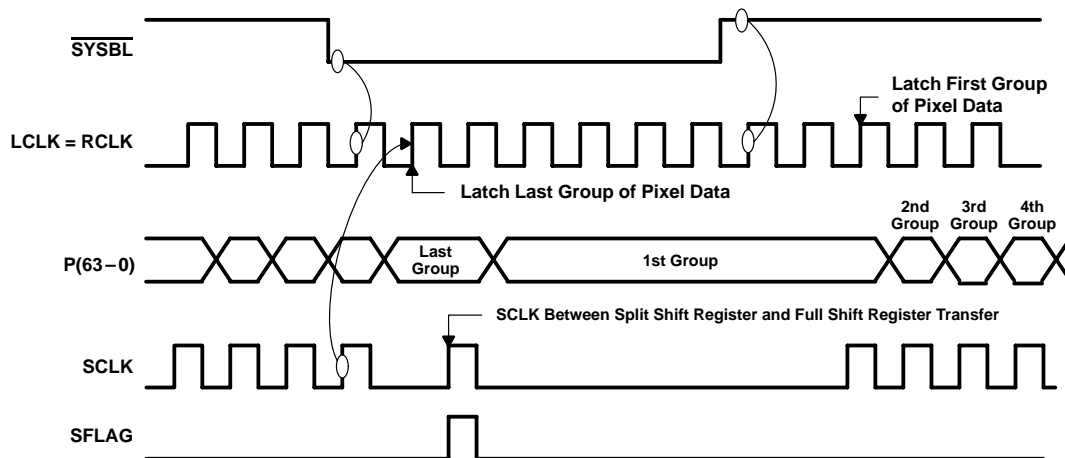 SYSBL
Latch First Group
of Pixel Data
LCLK = RCLK
Latch Last Group of Pixel Data
2nd 3rd 4th
Group Group Group
P(63−0)
Last
Group
1st Group
SCLK Between Split Shift Register and Full Shift Register Transfer
SCLK
SFLAG